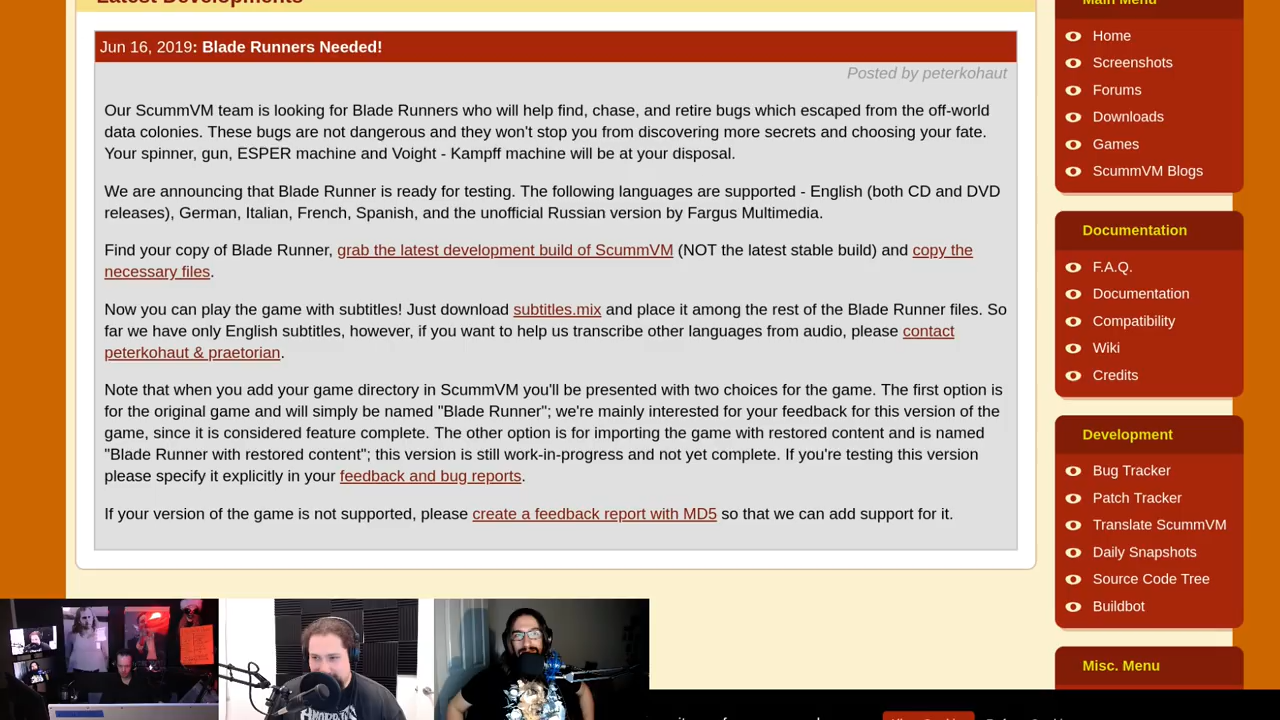 Latest Developments
Jun 16, 2019: Blade Runners Needed!
Posted by peterkohaut
Our ScummVM team is looking for Blade Runners who will help find, chase, and retire bugs which escaped from the off-world
data colonies. These bugs are not dangerous and they won't stop you from discovering more secrets and choosing your fate.
Your spinner, gun, ESPER machine and Voight - Kampff machine will be at your disposal.
We are announcing that Blade Runner is ready for testing. The following languages are supported - English (both CD and DVD
releases), German, Italian, French, Spanish, and the unofficial Russian version by Fargus Multimedia.
Find your copy of Blade Runner, grab the latest development build of ScummVM (NOT the latest stable build) and copy the
necessary files.
Now you can play the game with subtitles! Just download subtitles.mix and place it among the rest of the Blade Runner files. So
far we have only English subtitles, however, if you want to help us transcribe other languages from audio, please contact
peterkohaut & praetorian.
Note that when you add your game directory in ScummVM you'll be presented with two choices for the game. The first option is
for the original game and will simply be named "Blade Runner"; we're mainly interested for your feedback for this version of the
game, since it is considered feature complete. The other option is for importing the game with restored content and is named
"Blade Runner with restored content"; this version is still work-in-progress and not yet complete. If you're testing this version
please specify it explicitly in your feedback and bug reports.
If your version of the game is not supported, please create a feedback report with MD5 so that we can add support for it.
Main Menu
Home
Screenshots
Forums
Downloads
Games
ScummVM Blogs
Documentation
F.A.Q.
Documentation
Compatibility
Wiki
Credits
Development
Bug Tracker
Patch Tracker
Translate ScummVM
Daily Snapshots
Source Code Tree
Buildbot
Misc. Menu